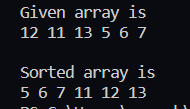 Given array is
12 11 13 5 6 7
Sorted array is
5 6 7 11 12 13